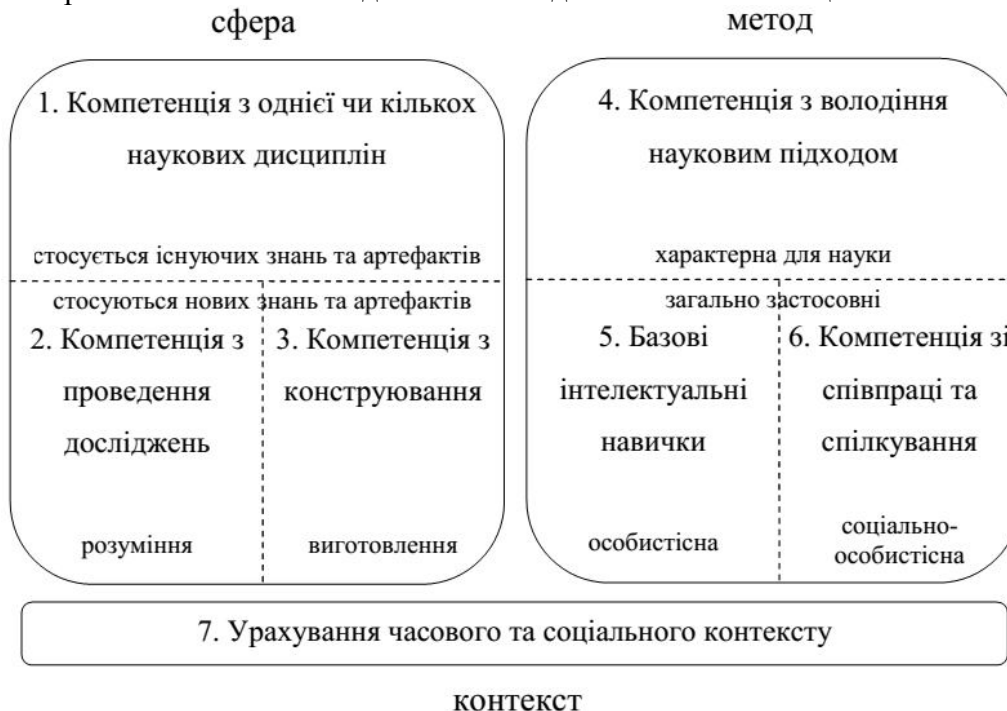 сфера
метод
1. Компетенція з однієї чи кількох
наукових дисциплін
стосується існуючих знань та артефактів
стосуються нових знань та артефактів
2. Компетенція з
проведення
досліджень
розуміння
3. Компетенція з
конструювання
виготовлення
4. Компетенція з володіння
науковим підходом
характерна для науки
загально застосовні
5. Базові
інтелектуальні
навички
особистісна
6. Компетенція зі
співпраці та
спілкування
соціально-
особистісна
7. Урахування часового та соціального контексту
контекст